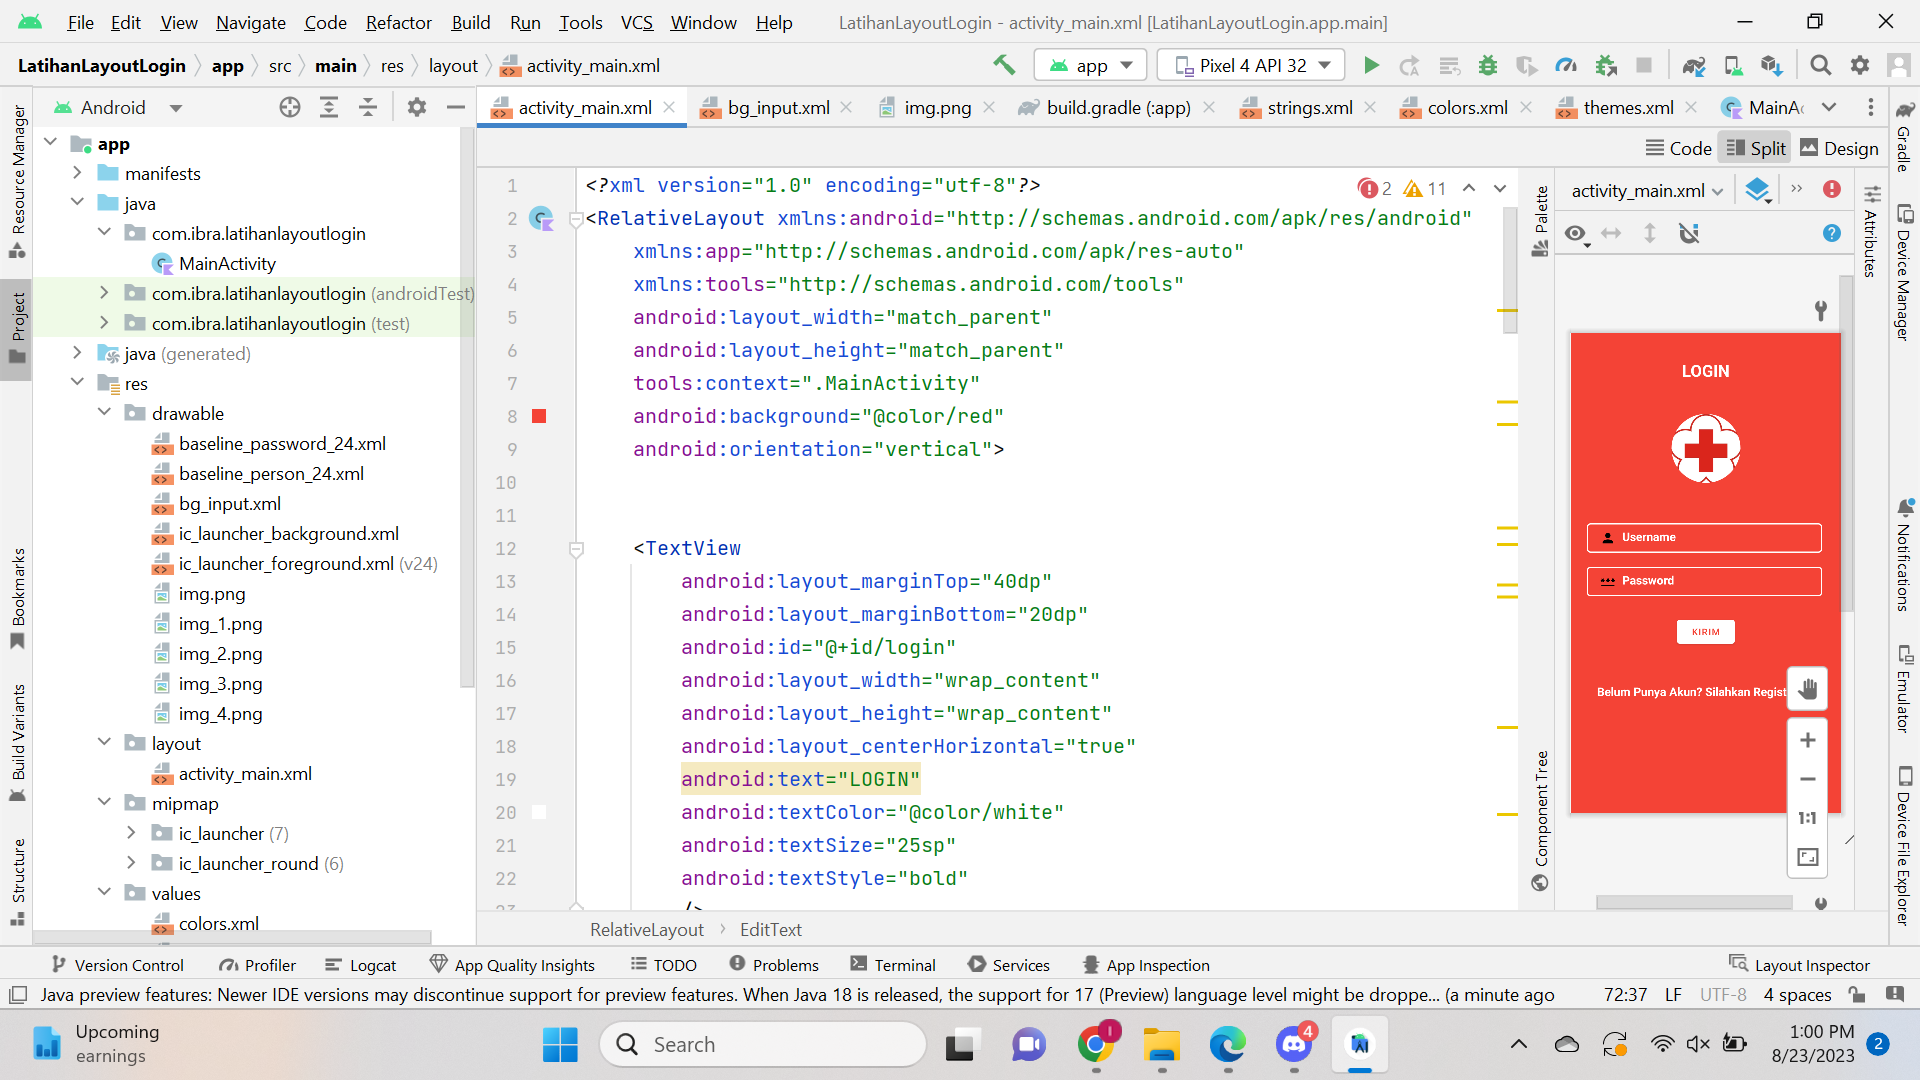 File Edit View Navigate Code Refactor Build Run Tools VCS Window Help LatihanLayoutLogin - activity_main.xml [LatihanLayoutLogin.app.main]
LatihanLayoutLogin app src main res layout activity_main.xml app Pixel 4 API 32
Android
activity_main.xml bg_input.xml img.png build.gradle (:app) strings.xml colors.xml themes.xml
Code Split Design
Resource Manager
Project
Bookmarks
Build Variants
Structure
app
manifests
java
com.ibra.latihanlayoutlogin
MainActivity
com.ibra.latihanlayoutlogin (androidTest)
com.ibra.latihanlayoutlogin (test)
java (generated)
res
drawable
baseline_password_24.xml
baseline_person_24.xml
bg_input.xml
ic_launcher_background.xml
ic_launcher_foreground.xml (v24)
img.png
img_1.png
img_2.png
img_3.png
img_4.png
layout
activity_main.xml
mipmap
ic_launcher (7)
ic_launcher_round (6)
values
colors.xml
2 11
1 <?xml version="1.0" encoding="utf-8"?>
2 <RelativeLayout xmlns:android="http://schemas.android.com/apk/res/android"
3 xmlns:app="http://schemas.android.com/apk/res-auto"
4 xmlns:tools="http://schemas.android.com/tools"
5 android:layout_width="match_parent"
6 android:layout_height="match_parent"
7 tools:context=".MainActivity"
8 android:background="@color/red"
9 android:orientation="vertical">
10
11
12 <TextView
13 android:layout_marginTop="40dp"
14 android:layout_marginBottom="20dp"
15 android:id="@+id/login"
16 android:layout_width="wrap_content"
17 android:layout_height="wrap_content"
18 android:layout_centerHorizontal="true"
19 android:text="LOGIN"
20 android:textColor="@color/white"
21 android:textSize="25sp"
22 android:textStyle="bold"
23 />
RelativeLayout EditText
Palette
Component Tree
activity_main.xml
LOGIN
Username
Password
KIRIM
Belum Punya Akun? Silahkan Regist
1:1
Attributes
Gradle
Device Manager
Notifications
Emulator
Device File Explorer
Version Control Profiler Logcat App Quality Insights TODO Problems Terminal Services App Inspection Layout Inspector
Java preview features: Newer IDE versions may discontinue support for preview features. When Java 18 is released, the support for 17 (Preview) language level might be droppe... (a minute ago 72:37 LF UTF-8 4 spaces
Upcoming
earnings
Search
4
1:00 PM
8/23/2023
2